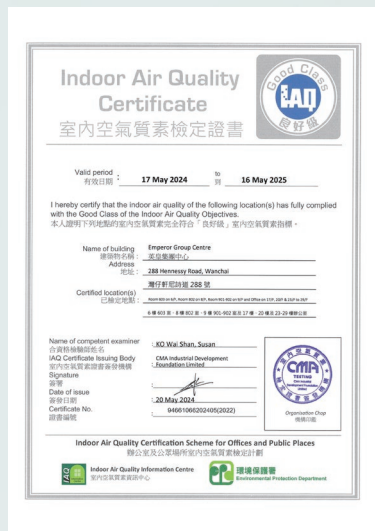 Indoor Air Quality
Certificate
室內空氣質素檢定證書
Good Class
IAQ
良好級
Valid period
有效日期 :
17 May 2024
to
到
16 May 2025
I hereby certify that the indoor air quality of the following location(s) has fully complied
with the Good Class of the Indoor Air Quality Objectives.
本人證明下列地點的室內空氣質素完全符合「良好級」室內空氣質素指標。
Name of building
建築物名稱 :
Emperor Group Centre
英皇集團中心
Address
地址 :
288 Hennessy Road, Wanchai
灣仔軒尼詩道 288 號
Certified location(s)
已檢定地點 :
Name of competent examiner
合資格檢驗師姓名
: KO Wai Shan, Susan
IAQ Certificate Issuing Body
室內空氣質素證書簽發機構
: CMA Industrial Development
Foundation Limited
Signature
簽署
Date of issue
簽發日期
: 20 May 2024
Certificate No.
證書編號
: 94661066202405(2022)
CMA
TESTING
Organisation Chop
機構印鑑
Indoor Air Quality Certification Scheme for Offices and Public Places
辦公室及公眾場所室內空氣質素檢定計劃
IAQ
Indoor Air Quality Information Centre
室內空氣質素資訊中心
環境保護署
Environmental Protection Department